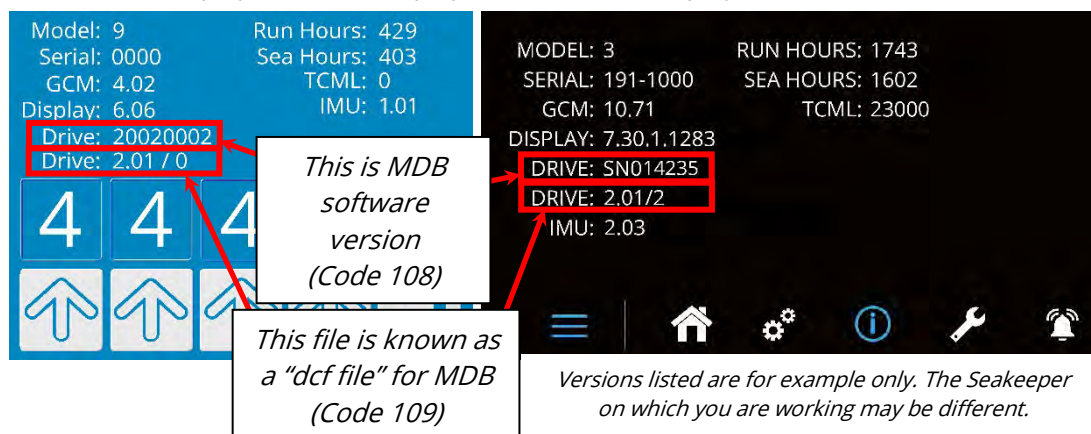 Model: 9
Run Hours: 429
Serial: 0000
Sea Hours: 403
GCM: 4.02
TCML: 0
Display: 6.06
IMU: 1.01
Drive: 20020002
Drive: 2.01 / 0
4 4 4
MODEL: 3
RUN HOURS: 1743
SERIAL: 191-1000
SEA HOURS: 1602
GCM: 10.71
TCML: 23000
DISPLAY: 7.30.1.1283
DRIVE: SN014235
DRIVE: 2.01/2
IMU: 2.03
This is MDB
software
version
(Code 108)
This file is known as
a “dcf file” for MDB
(Code 109)
Versions listed are for example only. The Seakeeper
on which you are working may be different.